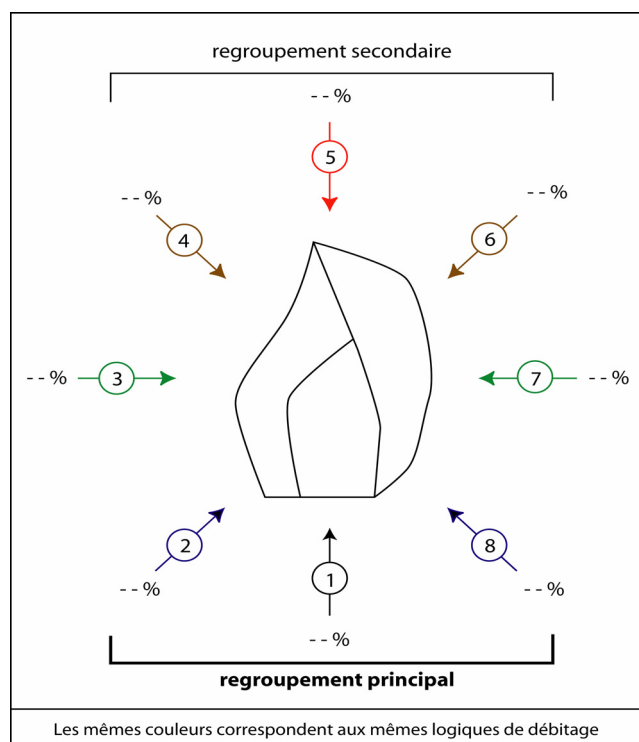 regroupement secondaire
- - %
5
- - %
- - %
4
6
- - %
3
7
- - %
2
8
- - %
1
- - %
- - %
regroupement principal
Les mêmes couleurs correspondent aux mêmes logiques de débitage